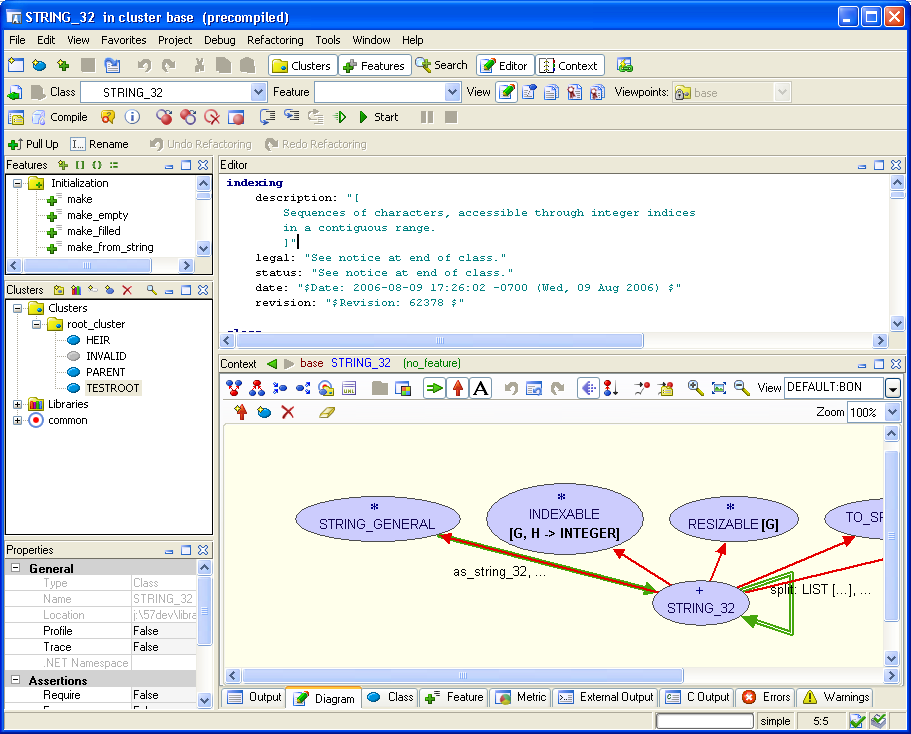 STRING_32 in cluster base (precompiled)
File Edit View Favorites Project Debug Refactoring Tools Window Help
Clusters Features Search Editor Context
Class STRING_32 Feature View Viewpoints: base
Compile Start
Pull Up Rename Undo Refactoring Redo Refactoring
Features
Initialization
make
make_empty
make_filled
make_from_string
Clusters
Clusters
root_cluster
HEIR
INVALID
PARENT
TESTROOT
Libraries
common
Properties
General
Type Class
Name STRING_32
Location j:\57dev\libra
Profile False
Trace False
.NET Namespace
Assertions
Require False
Editor
indexing
description: "[
Sequences of characters, accessible through integer indices
in a contiguous range.
]"
legal: "See notice at end of class."
status: "See notice at end of class."
date: "$Date: 2006-08-09 17:26:02 -0700 (Wed, 09 Aug 2006) $"
revision: "$Revision: 62378 $"
Context base STRING_32 (no_feature)
View DEFAULT:BON
Zoom 100%
*
STRING_GENERAL
*
INDEXABLE
[G, H -> INTEGER]
*
RESIZABLE [G]
TO_SP
as_string_32, ...
+
STRING_32
split: LIST [...], ...
Output Diagram Class Feature Metric External Output C Output Errors Warnings
simple 5:5